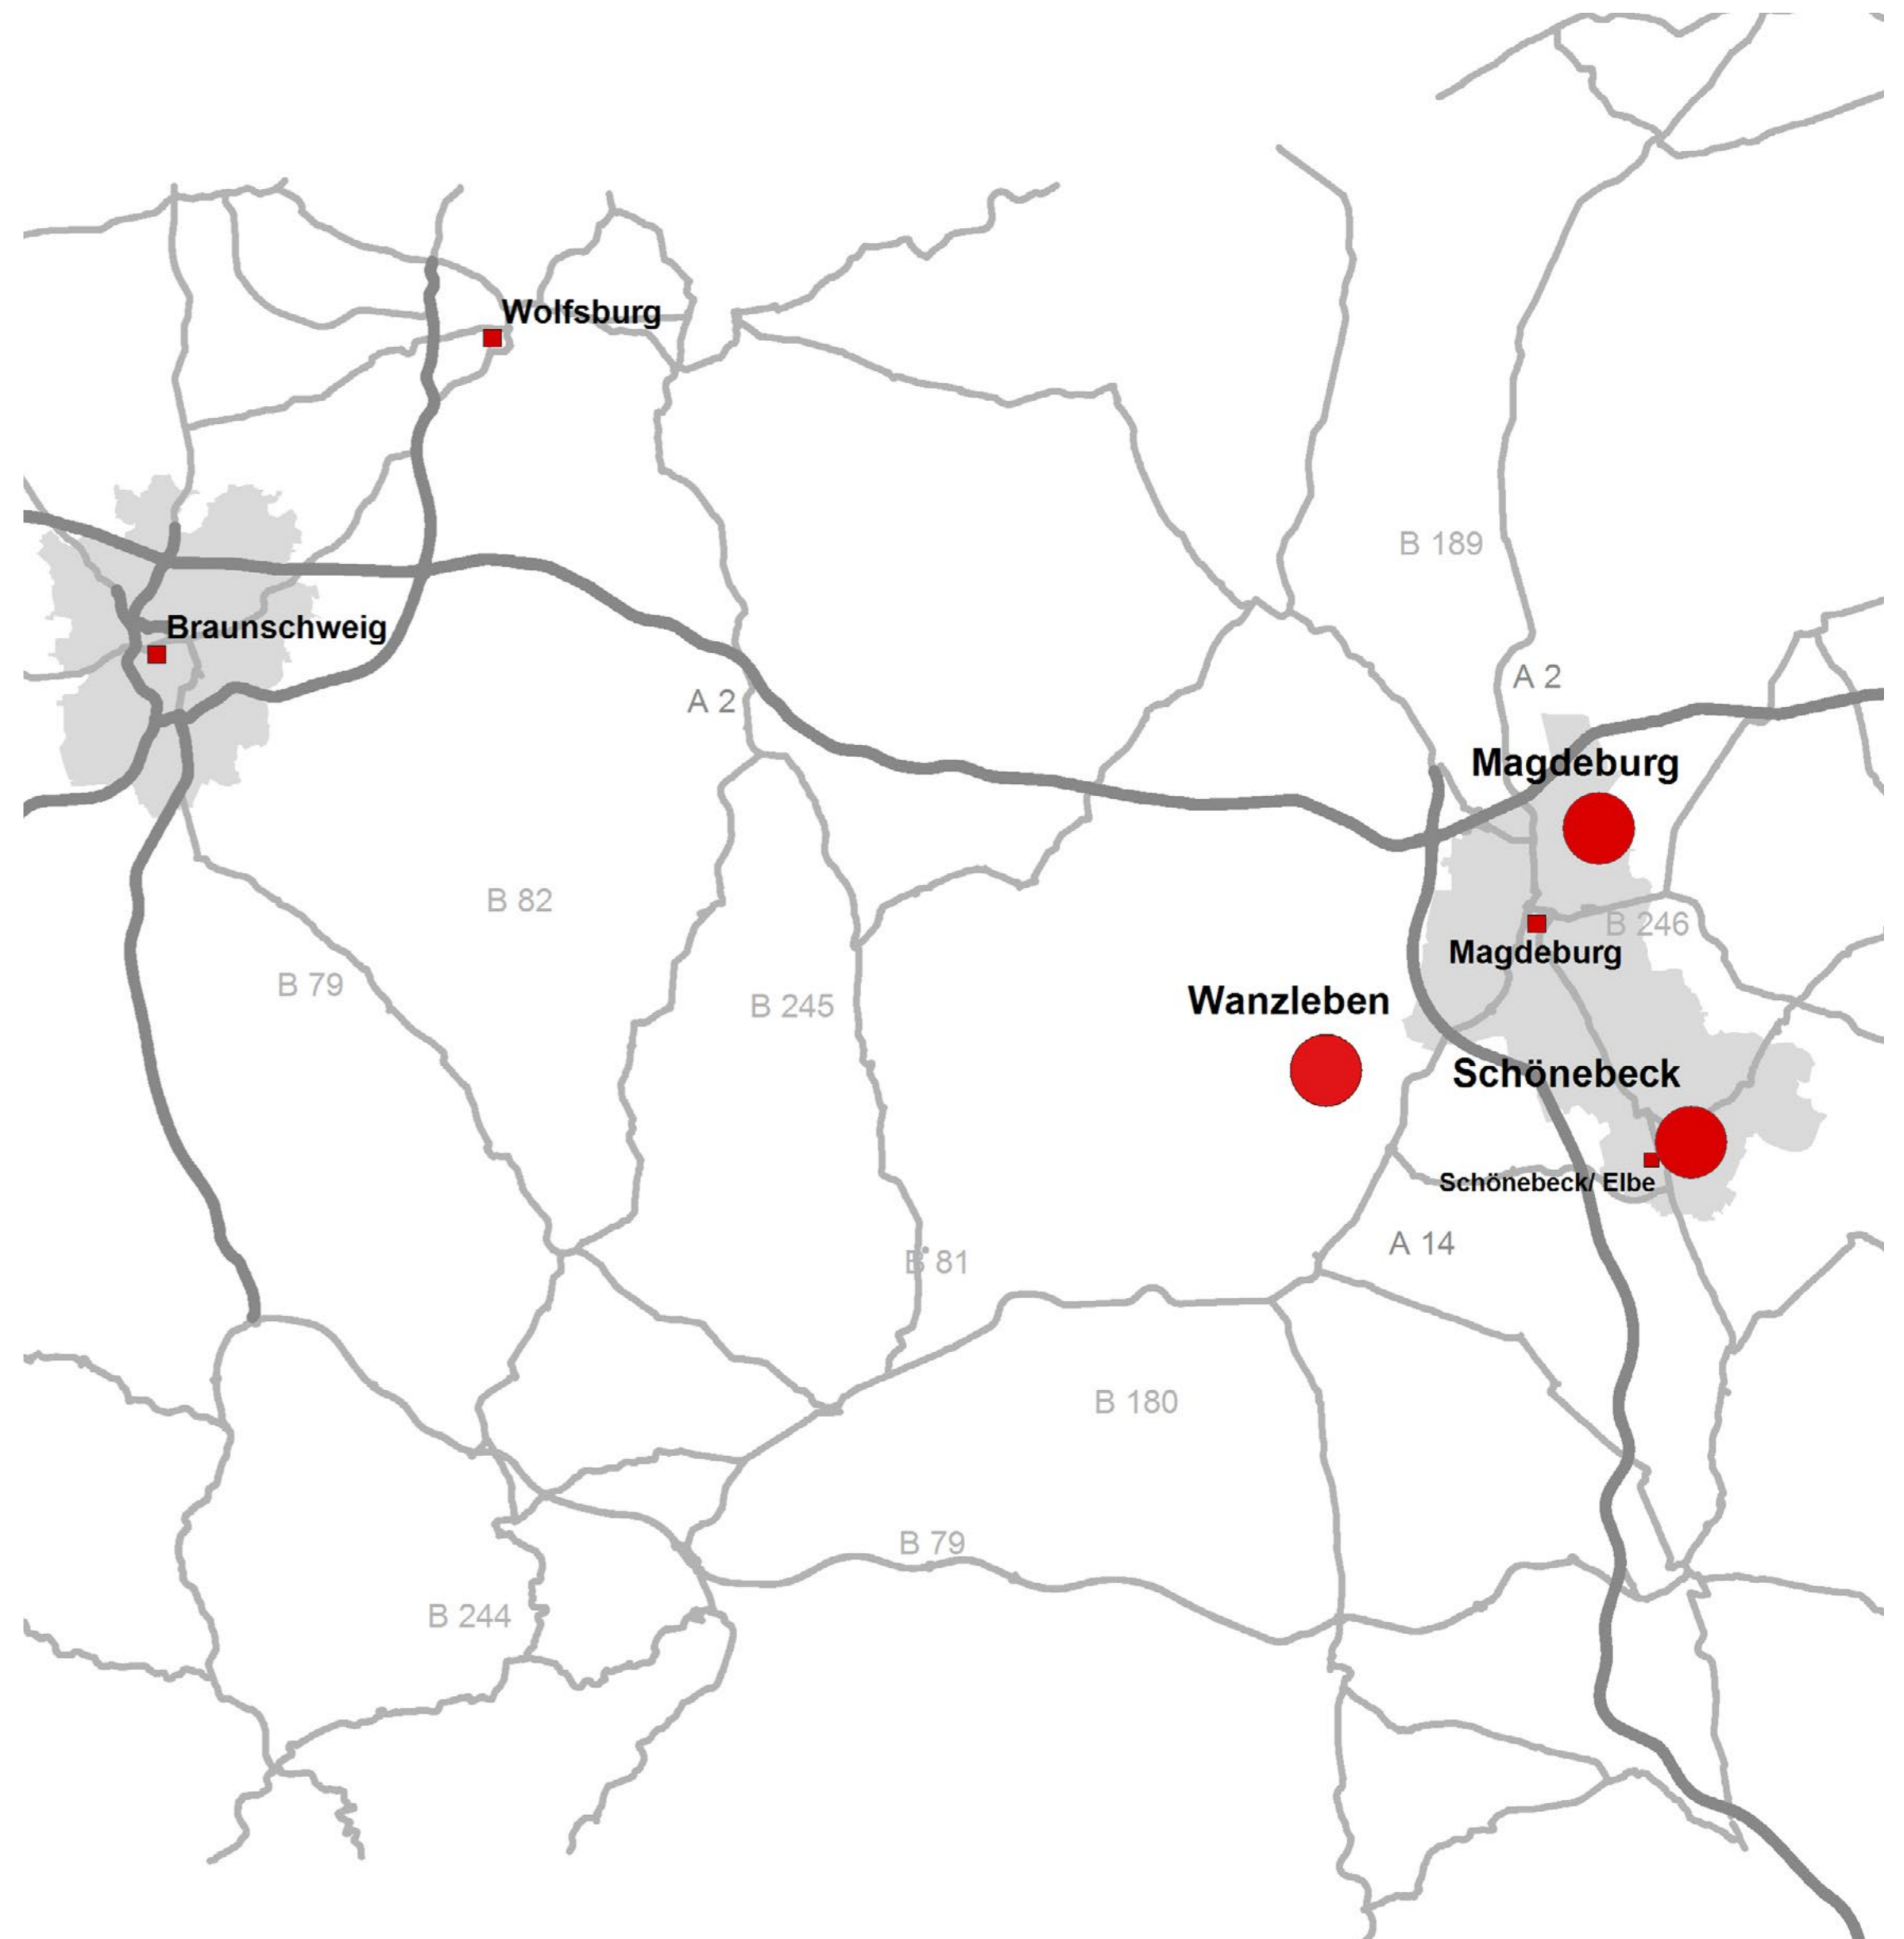 Wolfsburg
B 189
Braunschweig
A 2
A 2
Magdeburg
B 82
B 246
Magdeburg
B 79
B 245
Wanzleben
Schönebeck
Schönebeck/ Elbe
A 14
B 81
B 180
B 79
B 244